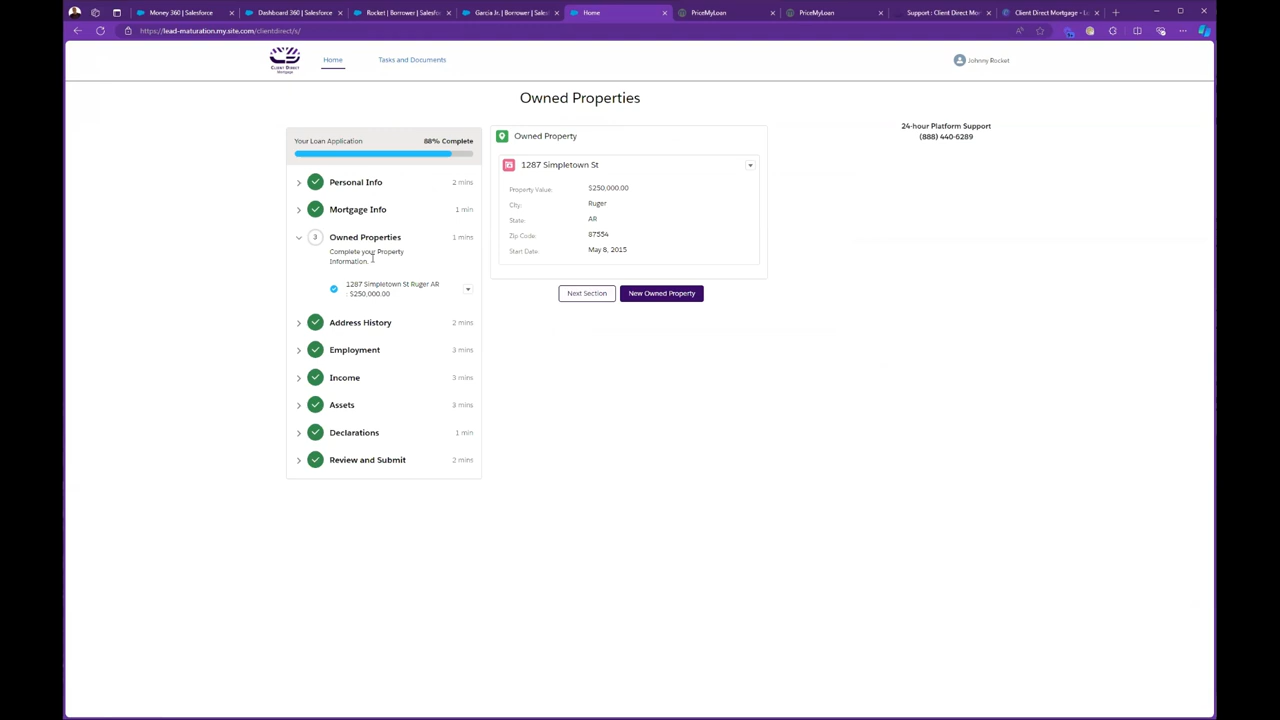 Money 360 | Salesforce
Dashboard 360 | Salesforce
Rocket | Borrower | Salesfor
Garcia Jr. | Borrower | Sales
Home
PriceMyLoan
PriceMyLoan
Support : Client Direct Mor
Client Direct Mortgage -
https://lead-maturation.my.site.com/clientdirect/s/
CLIENT DIRECT
Mortgage
Home
Tasks and Documents
Johnny Rocket
Owned Properties
24-hour Platform Support
(888) 440-6289
Your Loan Application
88% Complete
Personal Info
2 mins
Mortgage Info
1 min
3
Owned Properties
1 mins
Complete your Property
Information.
1287 Simpletown St Ruger AR
: $250,000.00
Address History
2 mins
Employment
3 mins
Income
3 mins
Assets
3 mins
Declarations
1 min
Review and Submit
2 mins
Owned Property
1287 Simpletown St
Property Value: $250,000.00
City: Ruger
State: AR
Zip Code: 87554
Start Date: May 8, 2015
Next Section
New Owned Property